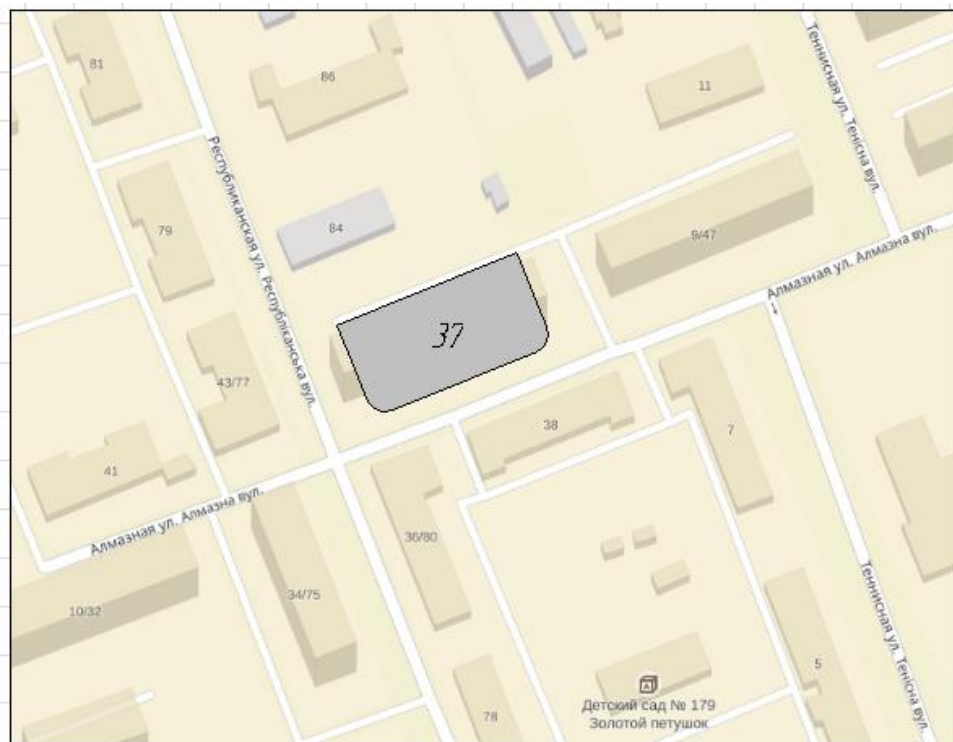 81
86
11
Теннисная ул. Тенісна вул.
Республиканская ул. Республіканська вул.
79
84
9/47
Алмазная ул. Алмазна вул.
37
43/77
38
7
41
36/80
Алмазная ул. Алмазна вул.
34/75
10/32
Теннисная ул. Тенісна вул.
5
78
Детский сад № 179
Золотой петушок